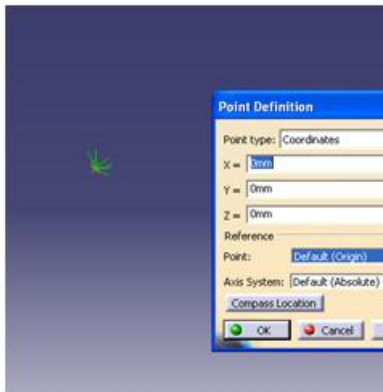 Point Definition
Point type: Coordinates
X = 0mm
Y = 0mm
Z = 0mm
Reference
Point: Default (Origin)
Axis System: Default (Absolute)
Compass Location
OK Cancel